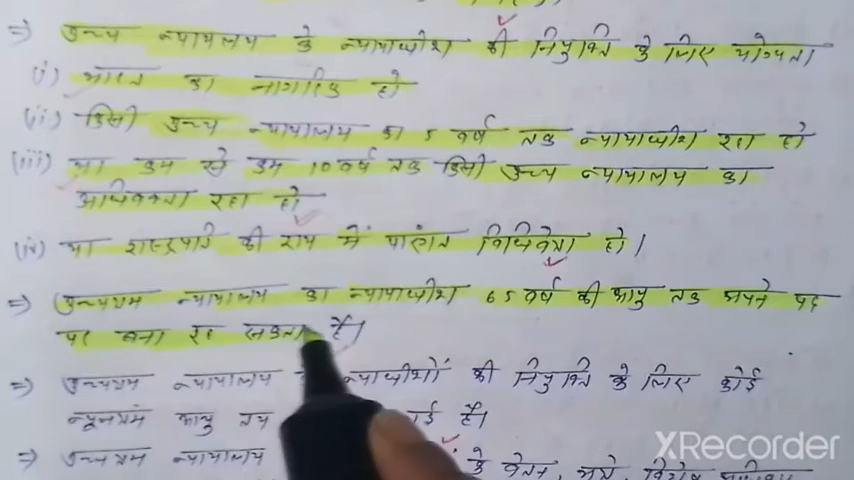 => उच्च न्यायालय के न्यायाधीश की नियुक्ति के लिए योग्यता
(i) भारत का नागरिक हो
(ii) किसी उच्च न्यायालय का 5 वर्ष तक न्यायाधीश रहा हो
(iii) या कम से कम 10 वर्ष तक किसी उच्च न्यायालय का
अधिवक्ता रहा हो
(iv) या राष्ट्रपति की राय में पारंगत विधिवेत्ता हो।
=> उच्चतम न्यायालय का न्यायाधीश 65 वर्ष की आयु तक अपने पद
पर बना रह सकता है।
=> उच्चतम न्यायालय न्यायाधीशों की नियुक्ति के लिए कोई
न्यूनतम आयु तय गई है।
=> उच्चतम न्यायालय के वेतन, भत्ते, विशेष
XRecorder